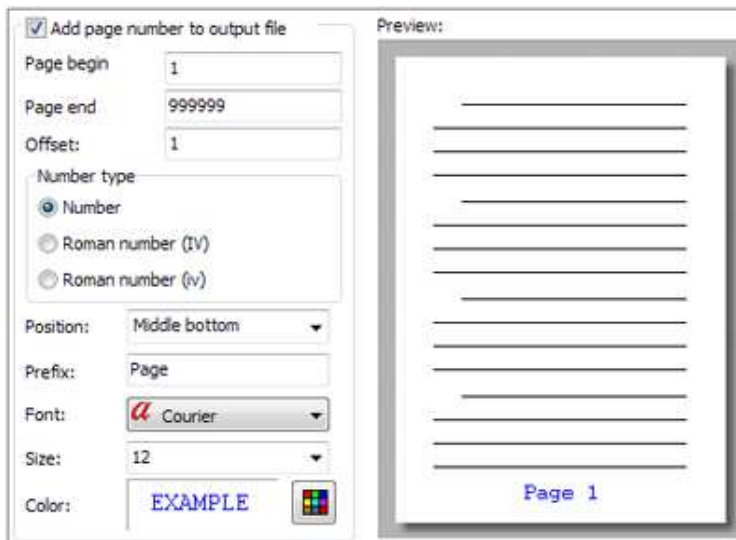 Add page number to output file
Preview:
Page begin 1
Page end 999999
Offset: 1
Number type
Number
Roman number (IV)
Roman number (iv)
Position: Middle bottom
Prefix: Page
Font: a Courier
Size: 12
Color: EXAMPLE
Page 1